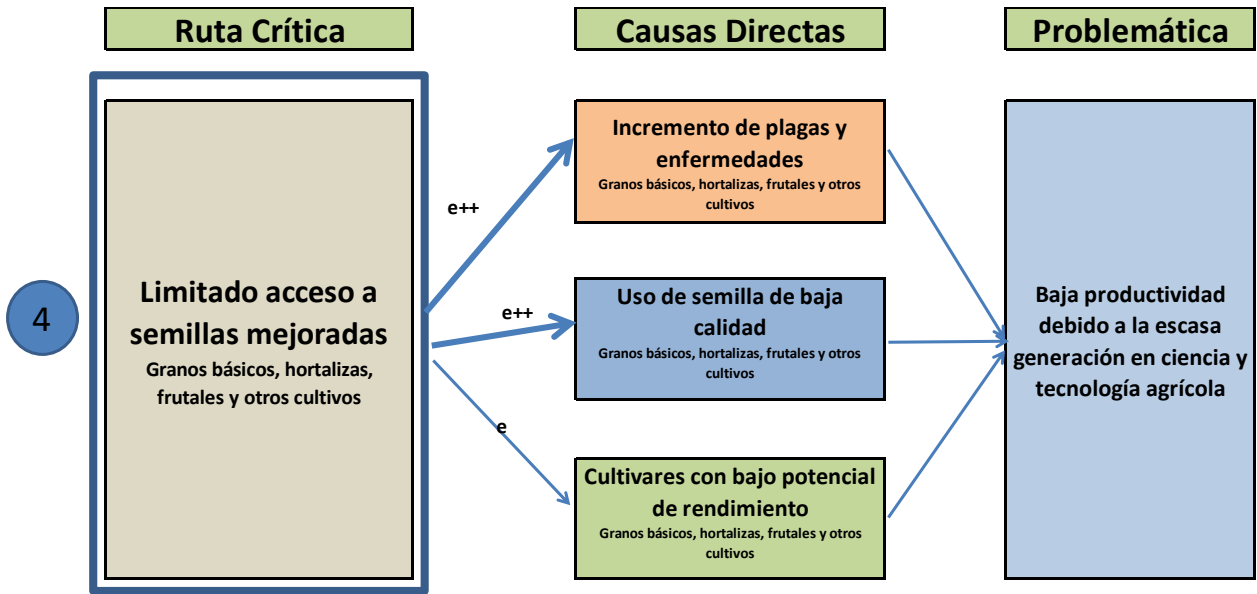 Ruta Crítica
Causas Directas
Problemática
4
Limitado acceso a
semillas mejoradas
Granos básicos, hortalizas,
frutales y otros cultivos
e++
e++
e
Incremento de plagas y
enfermedades
Granos básicos, hortalizas, frutales y otros
cultivos
Uso de semilla de baja
calidad
Granos básicos, hortalizas, frutales y otros
cultivos
Cultivares con bajo potencial
de rendimiento
Granos básicos, hortalizas, frutales y otros
cultivos
Baja productividad
debido a la escasa
generación en ciencia y
tecnología agrícola